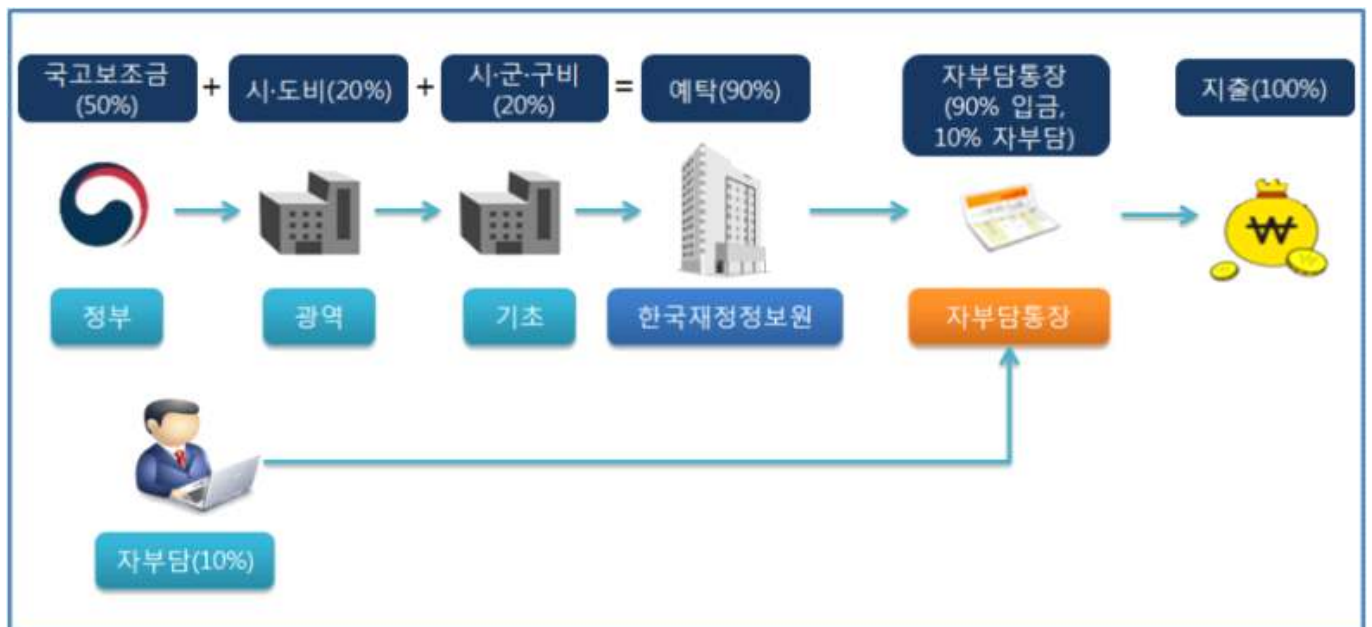 국고보조금
(50%)
+
시·도비(20%)
+
시·군·구비
(20%)
=
예탁(90%)
자부담통장
(90% 입금,
10% 자부담)
지출(100%)
정부
광역
기초
한국재정정보원
자부담통장
자부담(10%)